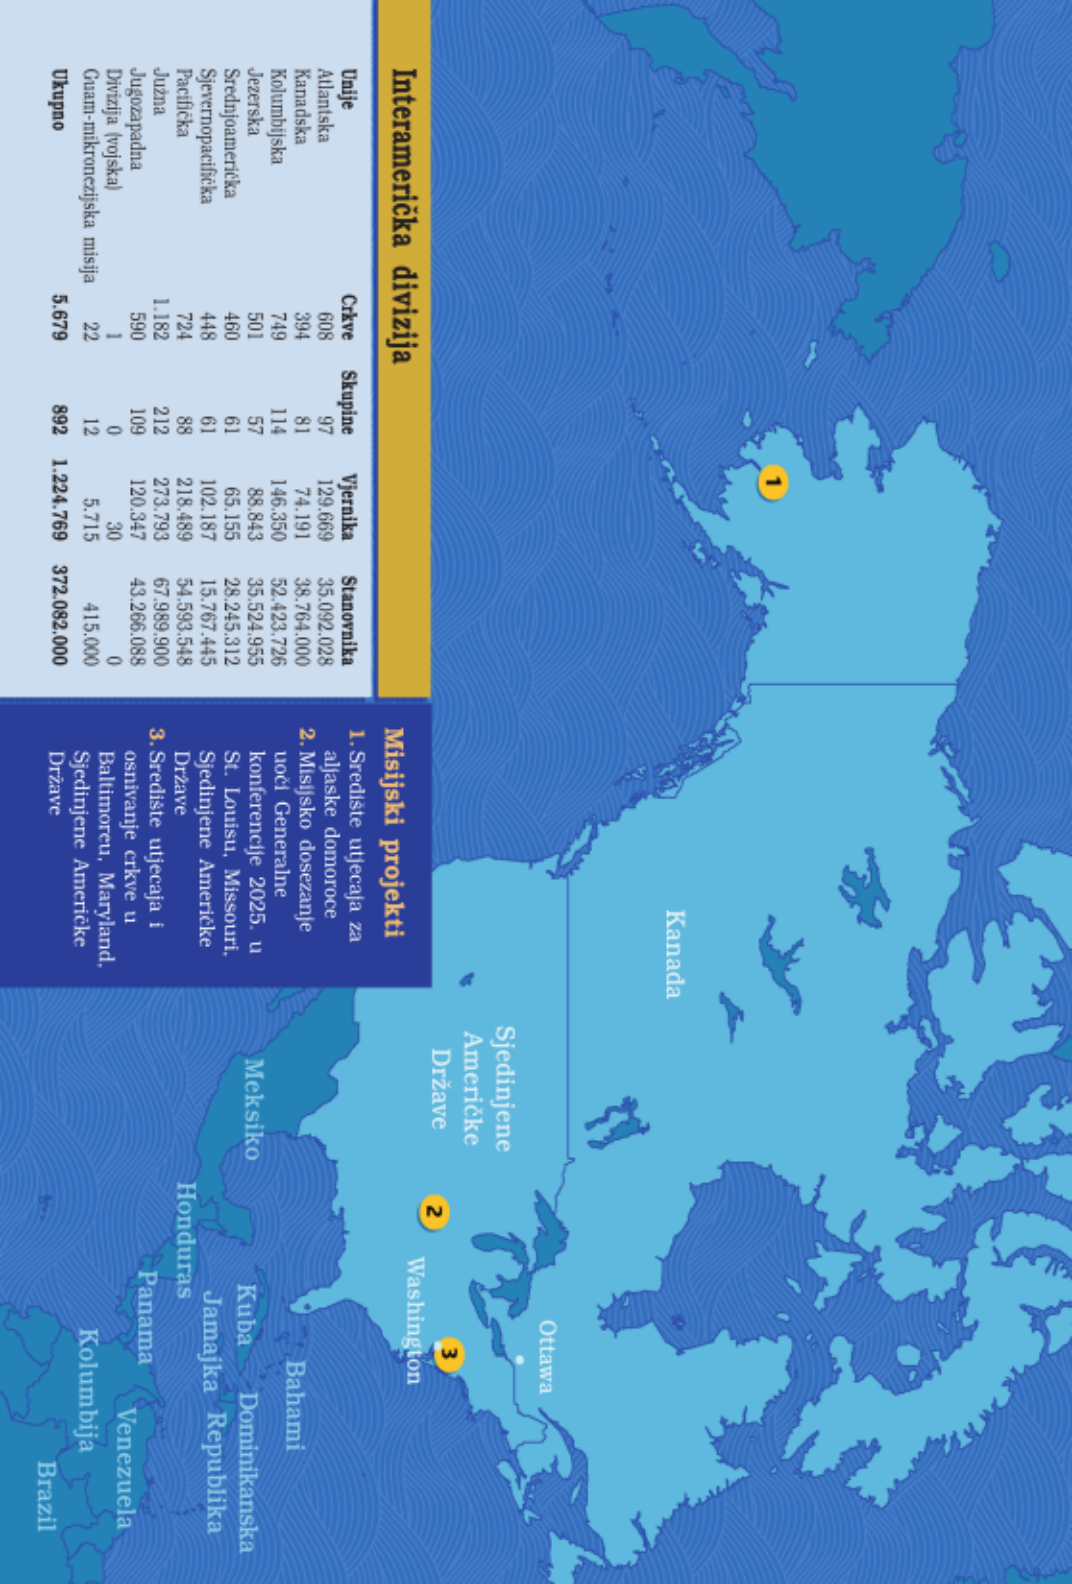 Kanada
Sjedinjene
Američke
Države
Ottawa
Washington
1
2
3
Meksiko
Honduras
Panama
Kuba
Jamajka
Bahami
Dominikanska
Republika
Kolumbija
Venezuela
Brazil
Interamerička divizija
Unije Crkve Skupine Vjernika Stanovnika
Atlantska 608 97 129.669 35.092.028
Kanadska 394 81 74.191 38.764.000
Kolumbijska 749 114 146.350 52.423.726
Jezerska 501 57 88.843 35.524.955
Srednjoamerička 460 61 65.155 28.245.312
Sjevernopacifička 448 61 102.187 15.767.445
Pacifička 724 88 218.489 54.593.548
Južna 1.182 212 273.793 67.989.900
Jugozapadna 590 109 120.347 43.266.088
Divizija (vojska) 1 0 30 0
Guam-mikronezijska misija 22 12 5.715 415.000
Ukupno 5.679 892 1.224.769 372.082.000
Misijski projekti
1. Središte utjecaja za
aljaske domoroce
2. Misijsko dosezanje
uoči Generalne
konferencije 2025. u
St. Louisu, Missouri,
Sjedinjene Američke
Države
3. Središte utjecaja i
osnivanje crkve u
Baltimoreu, Maryland,
Sjedinjene Američke
Države